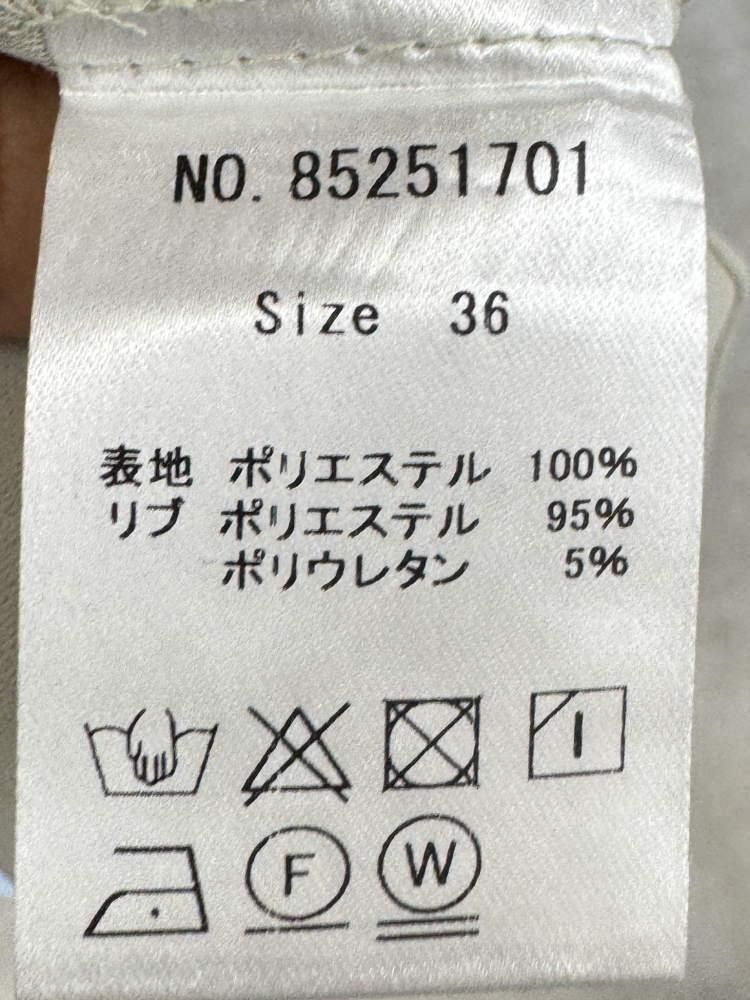 NO. 85251701
Size 36
表地 ポリエステル 100%
リブ ポリエステル 95%
ポリウレタン 5%
F W